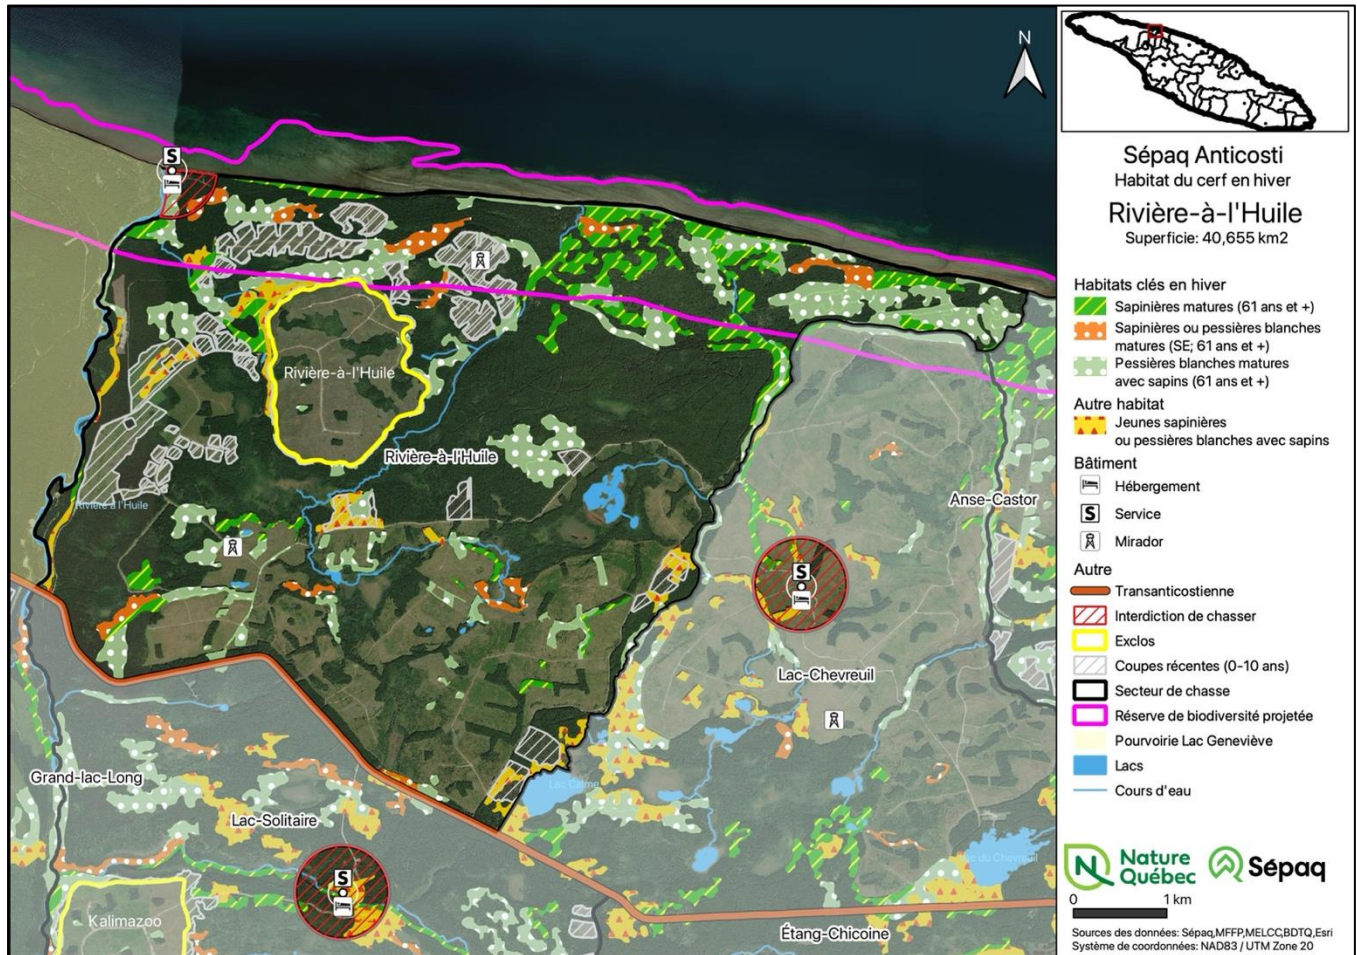 N
Sépaq Anticosti
Habitat du cerf en hiver
Rivière-à-l'Huile
Superficie: 40,655 km2
Habitats clés en hiver
Sapinières matures (61 ans et +)
Sapinières ou pessières blanches
matures (SE; 61 ans et +)
Pessières blanches matures
avec sapins (61 ans et +)
Autre habitat
Jeunes sapinières
ou pessières blanches avec sapins
Bâtiment
Hébergement
S Service
Mirador
Autre
Transanticostienne
Interdiction de chasser
Exclos
Coupes récentes (0-10 ans)
Secteur de chasse
Réserve de biodiversité projetée
Pourvoirie Lac Geneviève
Lacs
Cours d'eau
Nature
Québec
Sépaq
0 1 km
Sources des données: Sépaq,MFFP,MELCC,BDTQ,Esri
Système de coordonnées: NAD83 / UTM Zone 20
S
Rivière-à-l'Huile
Rivière-à-l'Huile
Rivière à l'Huile
Anse-Castor
S
Lac-Chevreuil
Grand-lac-Long
Lac Calme
Lac-Solitaire
Lac du Chevreuil
S
Kalimazoo
Étang-Chicoine